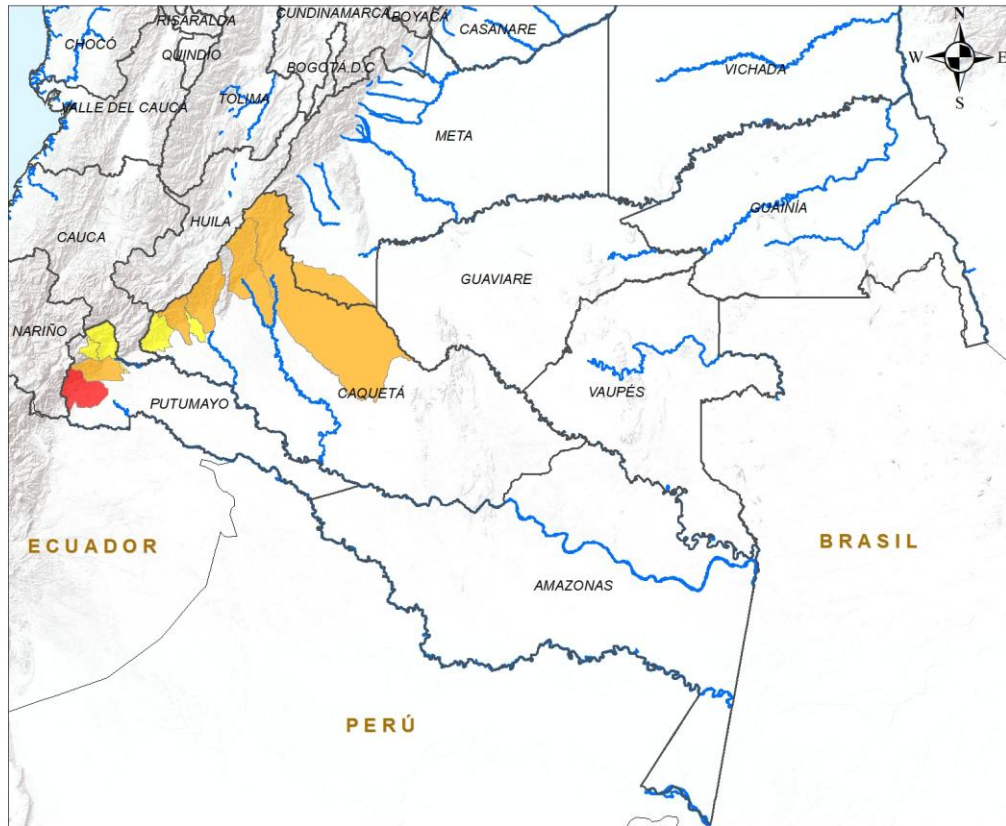 CUNDINAMARCA
BOYACÁ
RISARALDA
CASANARE
N
CHOCÓ
QUINDIO
BOGOTÁ D.C
W
E
VICHADA
S
TOLIMA
VALLE DEL CAUCA
META
HUILA
GUAINÍA
CAUCA
GUAVIARE
NARIÑO
VAUPÉS
CAQUETÁ
PUTUMAYO
ECUADOR
BRASIL
AMAZONAS
PERÚ